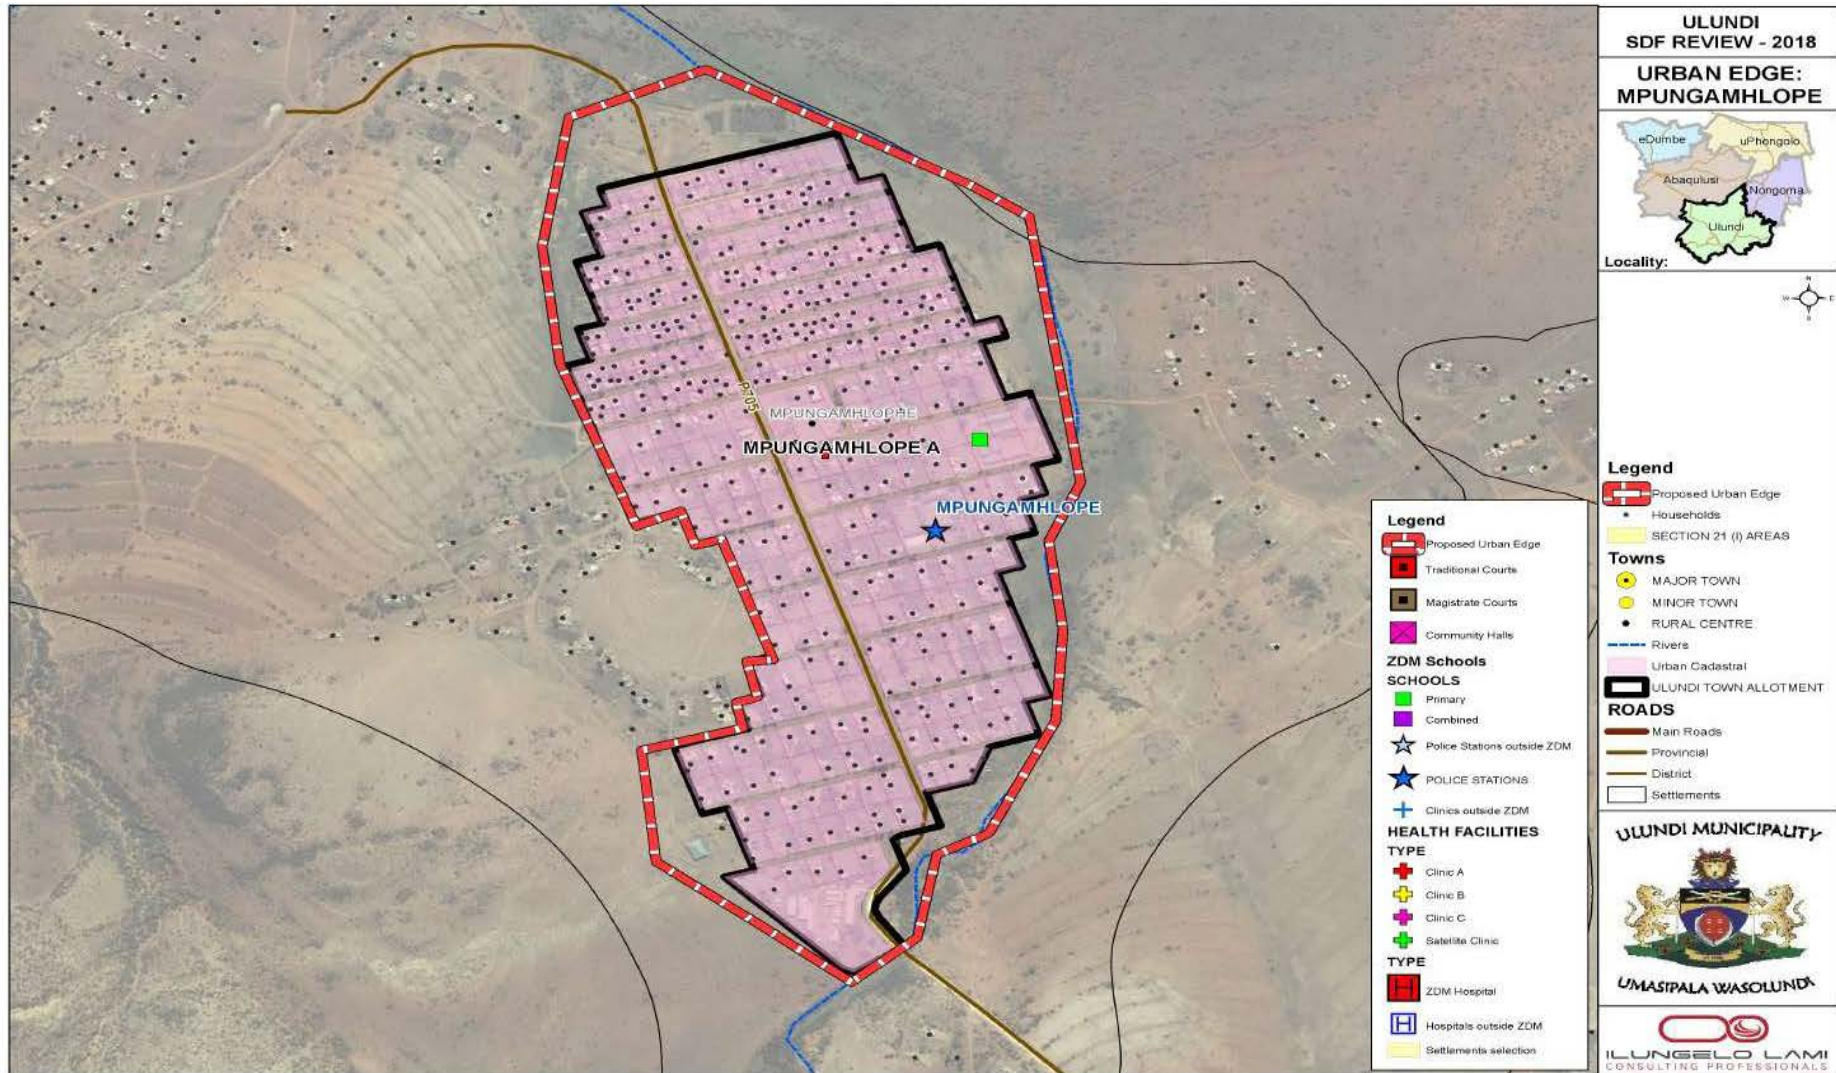 ULUNDI
SDF REVIEW - 2018
URBAN EDGE:
MPUNGAMHLOPE
eDumbe
uPhongolo
Abaqulusi
Nongoma
Ulundi
Locality:
N
W
E
S
P 705
MPUNGAMHLOPHE
MPUNGAMHLOPE A
MPUNGAMHLOPE
Legend
Proposed Urban Edge
Traditional Courts
Magistrate Courts
Community Halls
ZDM Schools
SCHOOLS
Primary
Combined
Police Stations outside ZDM
POLICE STATIONS
Clinics outside ZDM
HEALTH FACILITIES
TYPE
Clinic A
Clinic B
Clinic C
Satellite Clinic
TYPE
H ZDM Hospital
H Hospitals outside ZDM
Settlements selection
Legend
Proposed Urban Edge
Households
SECTION 21 (I) AREAS
Towns
MAJOR TOWN
MINOR TOWN
RURAL CENTRE
Rivers
Urban Cadastral
ULUNDI TOWN ALLOTMENT
ROADS
Main Roads
Provincial
District
Settlements
ULUNDI MUNICIPALITY
UMASIPALA WASOLUNDI
ILUNGELO LAMI
CONSULTING PROFESSIONALS